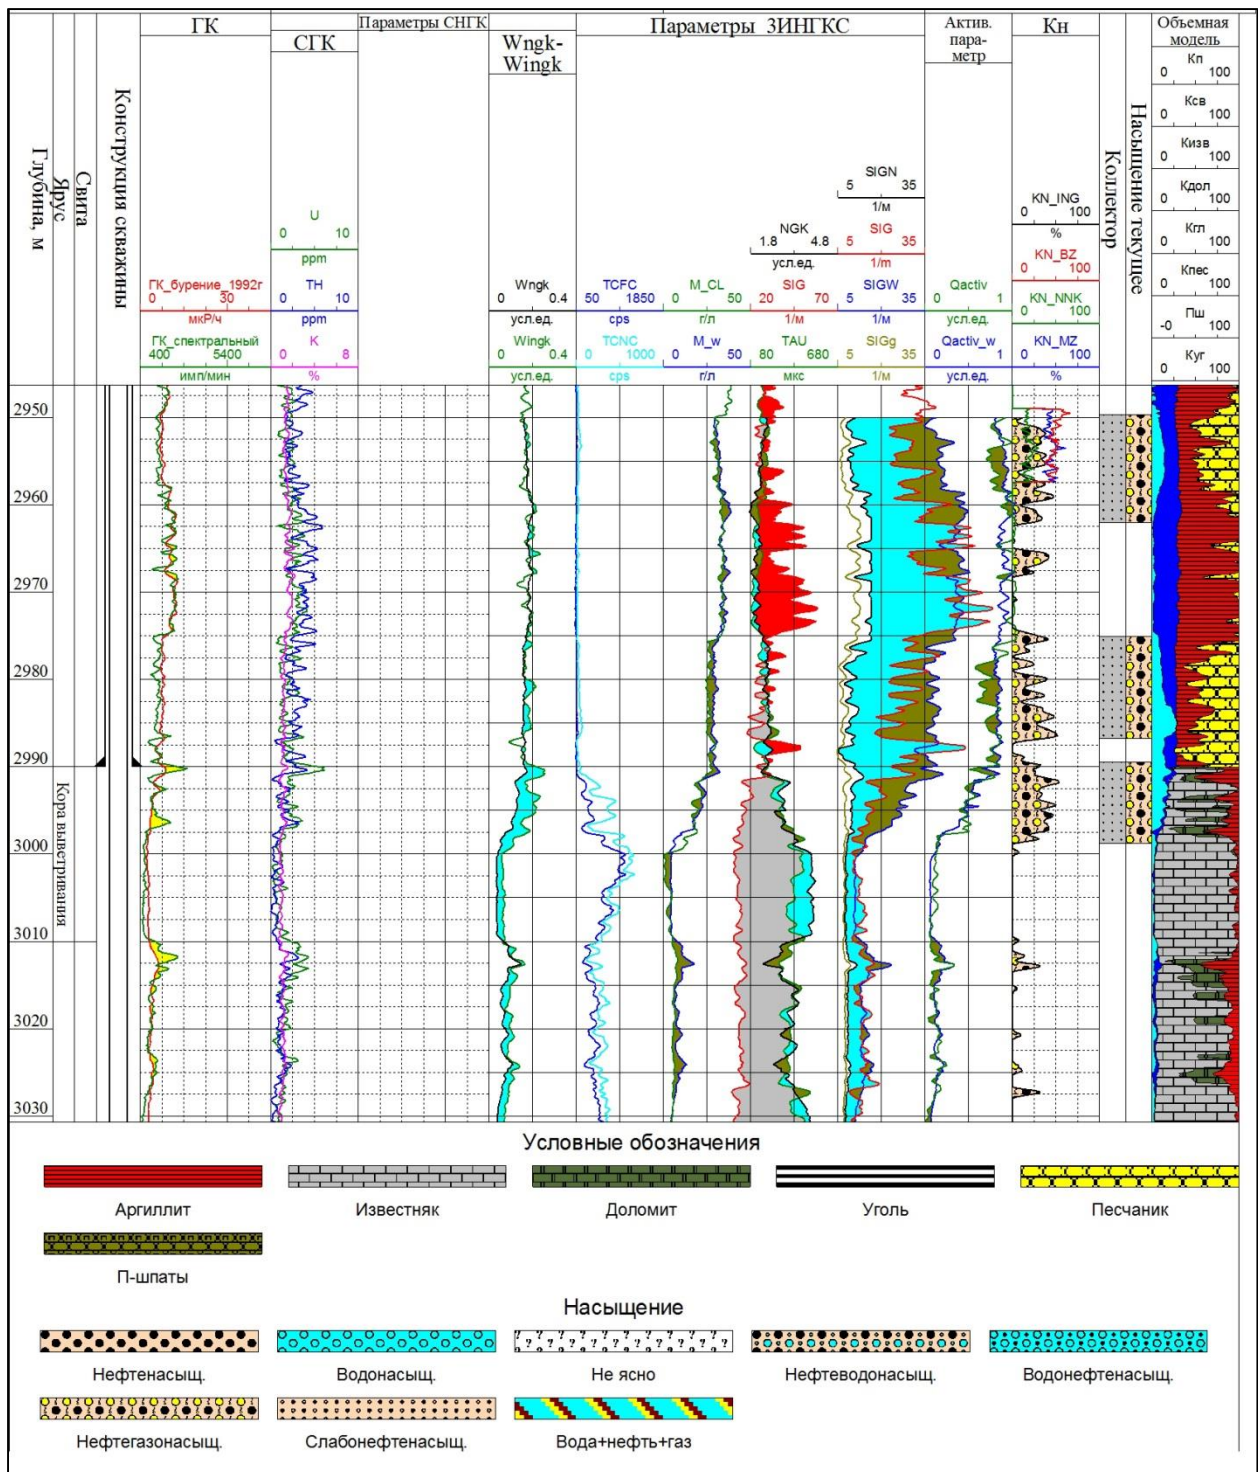 Глубина, м
Ярус
Свита
Конструкция скважины
ГК
ГК_бурение_1992г
0 30
мкР/ч
ГК_спектральный
400 5400
имп/мин
СГК
U
0 10
ppm
TH
0 10
ppm
K
0 8
%
Параметры СНГК
Wngk-
Wingk
Wngk
0 0.4
усл.ед.
Wingk
0 0.4
усл.ед.
Параметры 3ИНГКС
TCFC
50 1850
cps
TCNC
0 1000
cps
M_CL
0 50
г/л
M_w
0 50
г/л
NGK
1.8 4.8
усл.ед.
SIG
20 70
1/м
TAU
80 680
мкс
SIGN
5 35
1/м
SIG
5 35
1/m
SIGW
5 35
1/м
SIGg
5 35
1/м
Актив.
пара-
метр
Qactiv
0 1
усл.ед.
Qactiv_w
0 1
усл.ед.
Кн
KN_ING
0 100
%
KN_BZ
0 100
KN_NNK
0 100
KN_MZ
0 100
%
Коллектор
Насыщение текущее
Объемная
модель
Кп
0 100
Ксв
0 100
Кизв
0 100
Кдол
0 100
Кгл
0 100
Кпес
0 100
Пш
-0 100
Куг
0 100
2950
2960
2970
2980
2990
3000
3010
3020
3030
Кора выветривания
Условные обозначения
Аргиллит Известняк Доломит Уголь Песчаник
П-шпаты
Насыщение
Нефтенасыщ. Водонасыщ. Не ясно Нефтеводонасыщ. Водонефтенасыщ.
Нефтегазонасыщ. Слабонефтенасыщ. Вода+нефть+газ